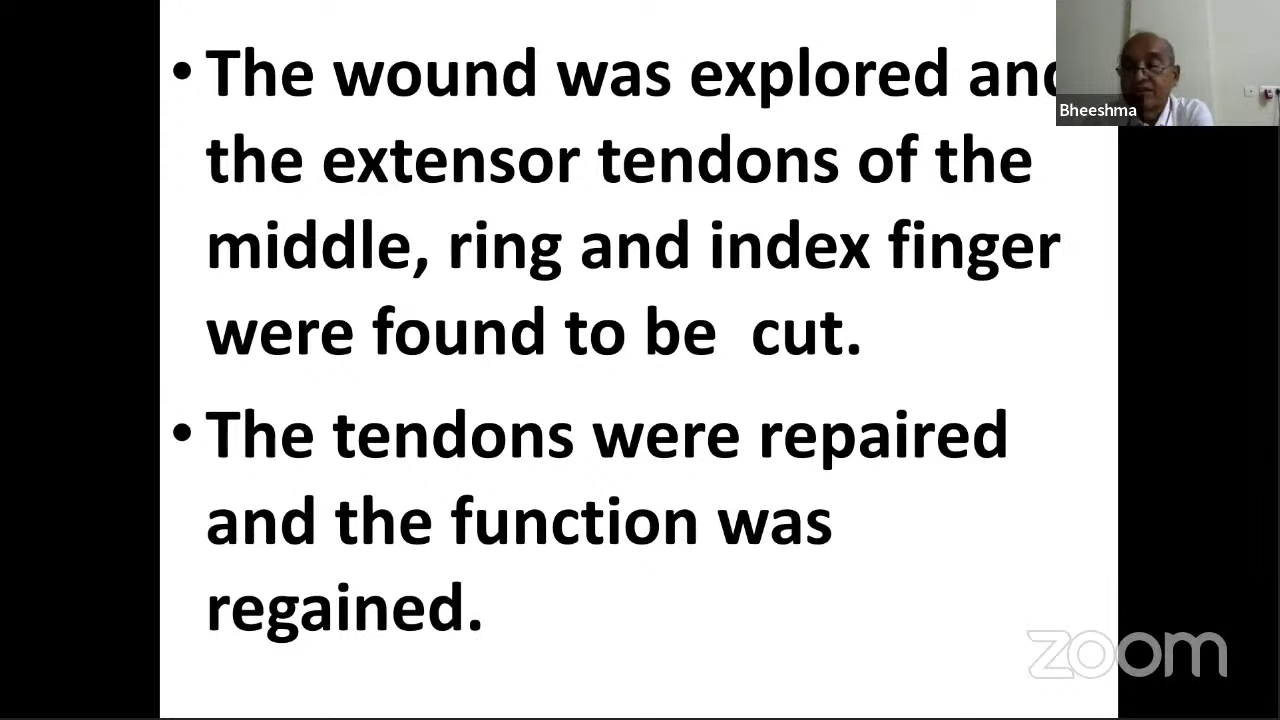 • The wound was explored and
the extensor tendons of the
middle, ring and index finger
were found to be  cut.
• The tendons were repaired
and the function was
regained.
Bheeshma
zoom